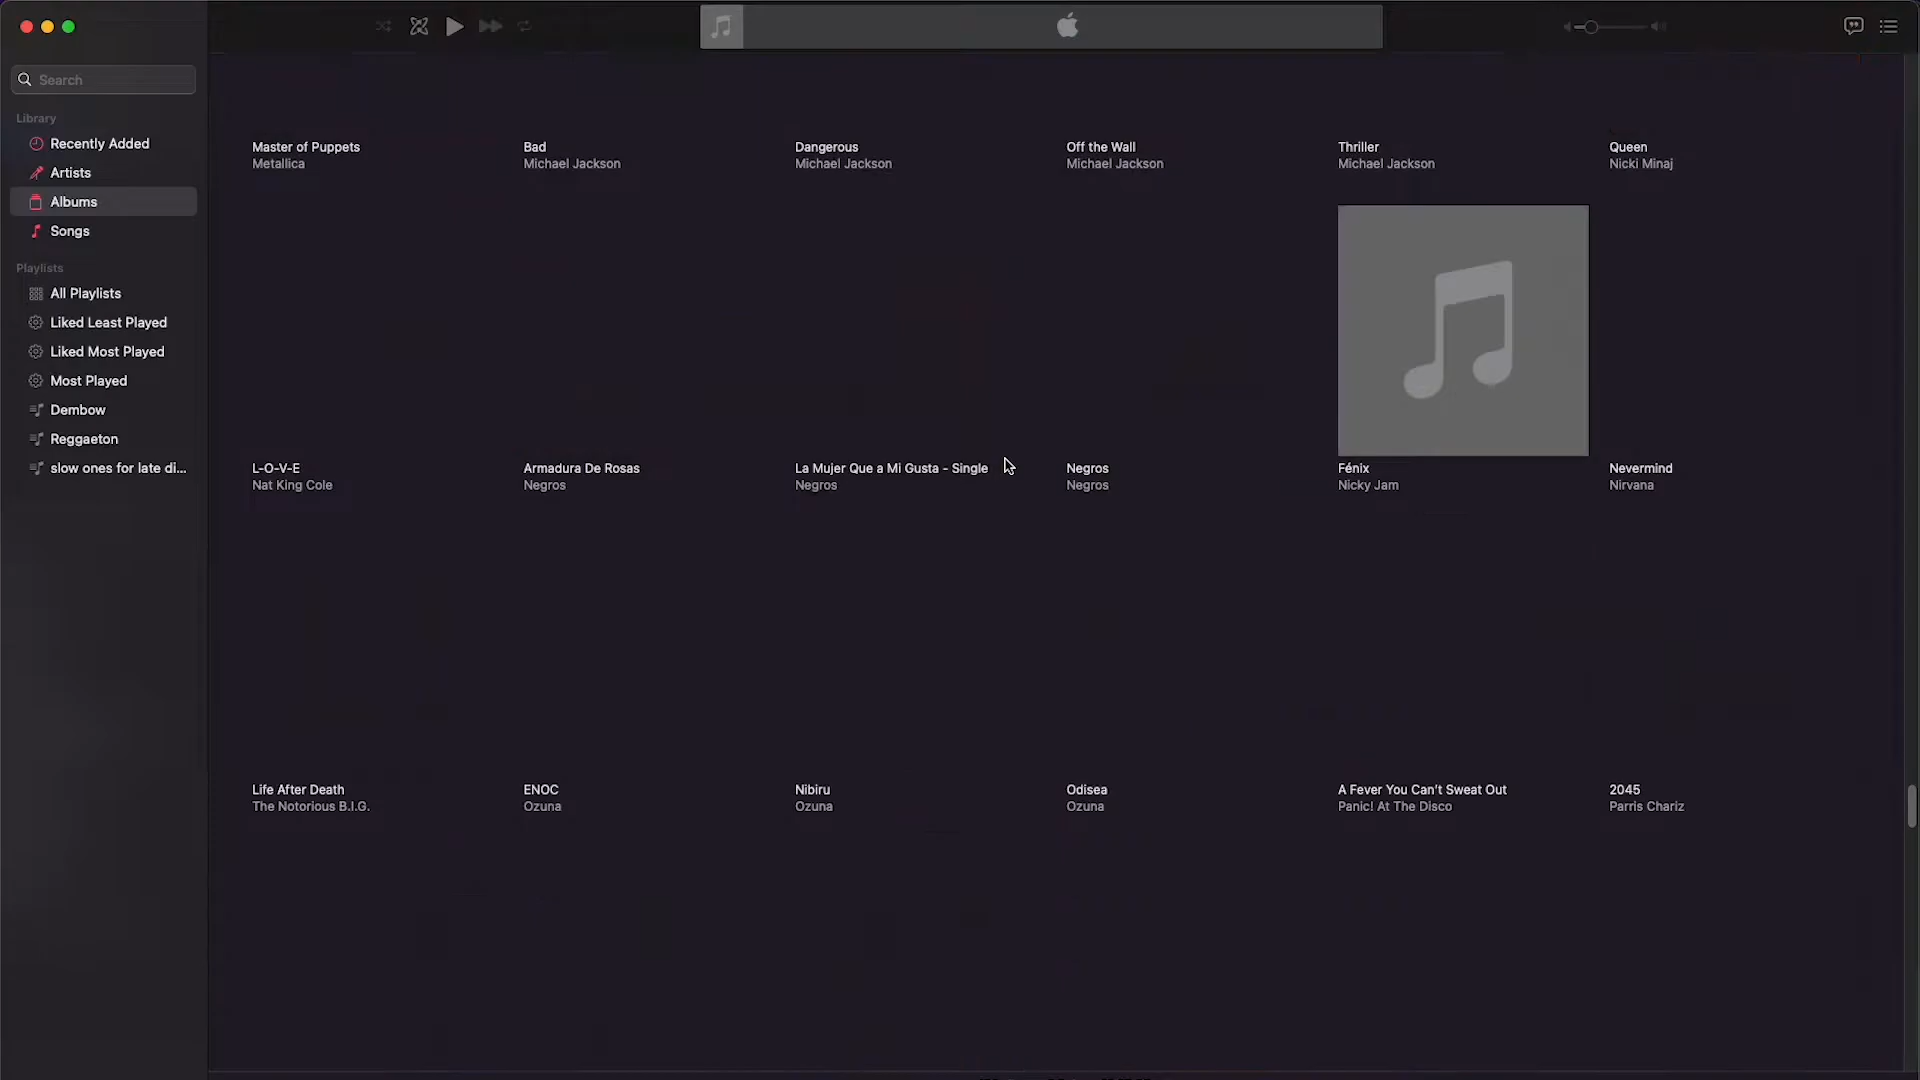 Search
Library
Recently Added
Artists
Albums
Songs
Playlists
All Playlists
Liked Least Played
Liked Most Played
Most Played
Dembow
Reggaeton
slow ones for late di...
Master of Puppets
Metallica
Bad
Michael Jackson
Dangerous
Michael Jackson
Off the Wall
Michael Jackson
Thriller
Michael Jackson
Queen
Nicki Minaj
L-O-V-E
Nat King Cole
Armadura De Rosas
Negros
La Mujer Que a Mi Gusta - Single
Negros
Negros
Negros
Fénix
Nicky Jam
Nevermind
Nirvana
Life After Death
The Notorious B.I.G.
ENOC
Ozuna
Nibiru
Ozuna
Odisea
Ozuna
A Fever You Can't Sweat Out
Panic! At The Disco
2045
Parris Chariz